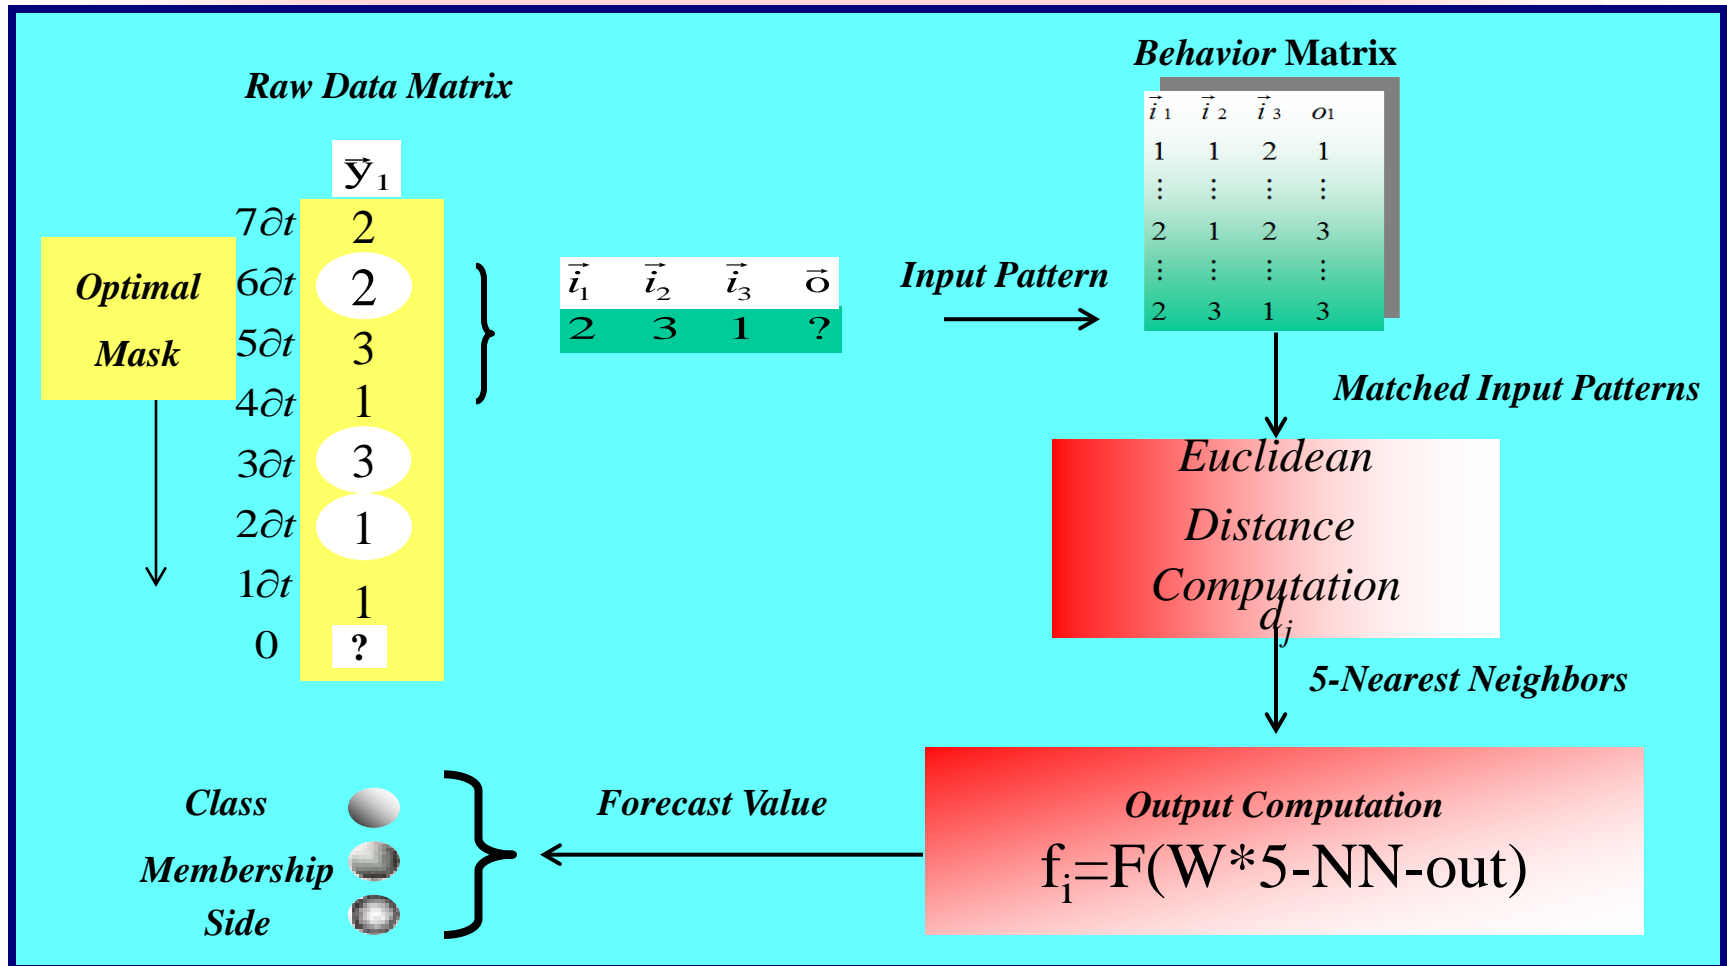 Behavior Matrix
Raw Data Matrix
i⃗1 i⃗2 i⃗3 o1
1 1 2 1
⋮ ⋮ ⋮ ⋮
2 1 2 3
⋮ ⋮ ⋮ ⋮
2 3 1 3
y⃗1
7∂t 2
6∂t 2
5∂t 3
4∂t 1
3∂t 3
2∂t 1
1∂t 1
0 ?
Optimal
Mask
i⃗1 i⃗2 i⃗3 o⃗
2 3 1 ?
Input Pattern
Matched Input Patterns
Euclidean
Distance
Computation
dj
5-Nearest Neighbors
Output Computation
fi=F(W*5-NN-out)
Forecast Value
Class
Membership
Side